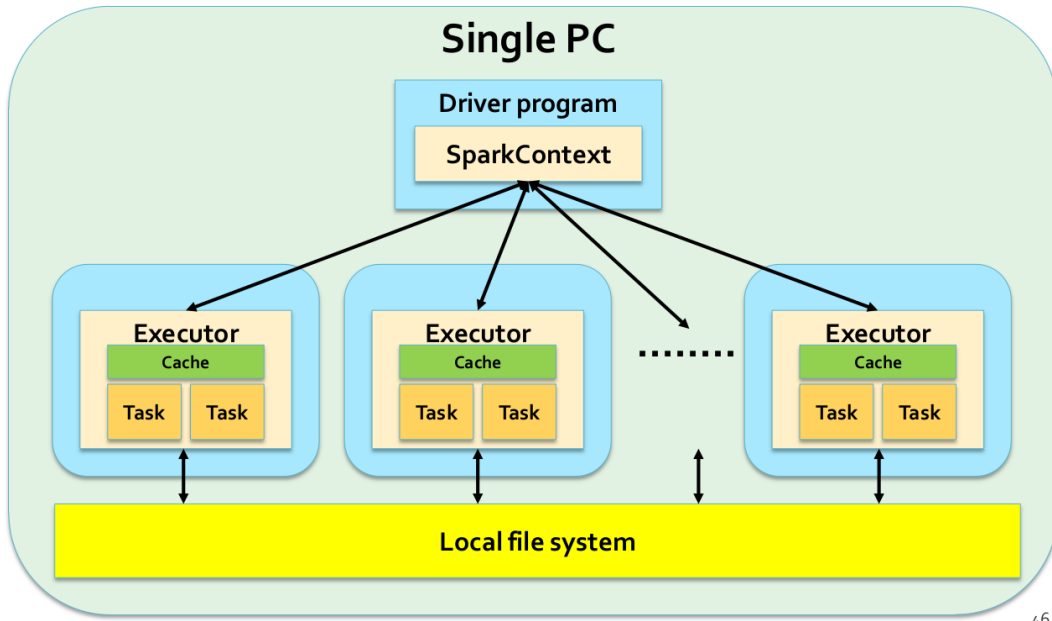 Single PC
Driver program
SparkContext
Executor
Cache
Task Task
Executor
Cache
Task Task
Executor
Cache
Task Task
Local file system
46